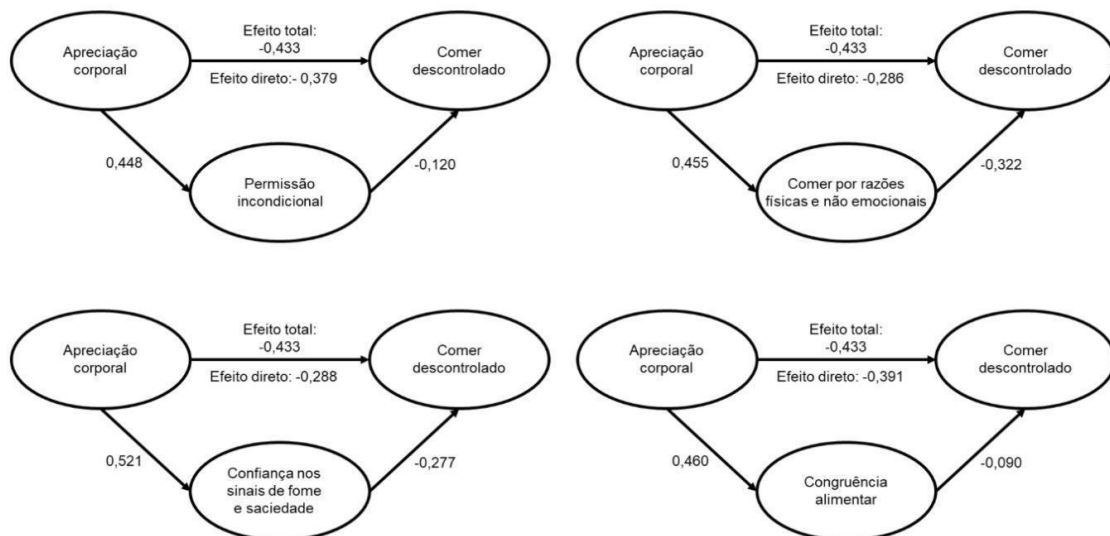 Apreciação
corporal
Efeito total:
-0,433
Efeito direto:- 0,379
Comer
descontrolado
0,448
-0,120
Permissão
incondicional
Apreciação
corporal
Efeito total:
-0,433
Efeito direto: -0,286
Comer
descontrolado
0,455
-0,322
Comer por razões
físicas e não emocionais
Apreciação
corporal
Efeito total:
-0,433
Efeito direto: -0,288
Comer
descontrolado
0,521
-0,277
Confiança nos
sinais de fome
e saciedade
Apreciação
corporal
Efeito total:
-0,433
Efeito direto: -0,391
Comer
descontrolado
0,460
-0,090
Congruência
alimentar